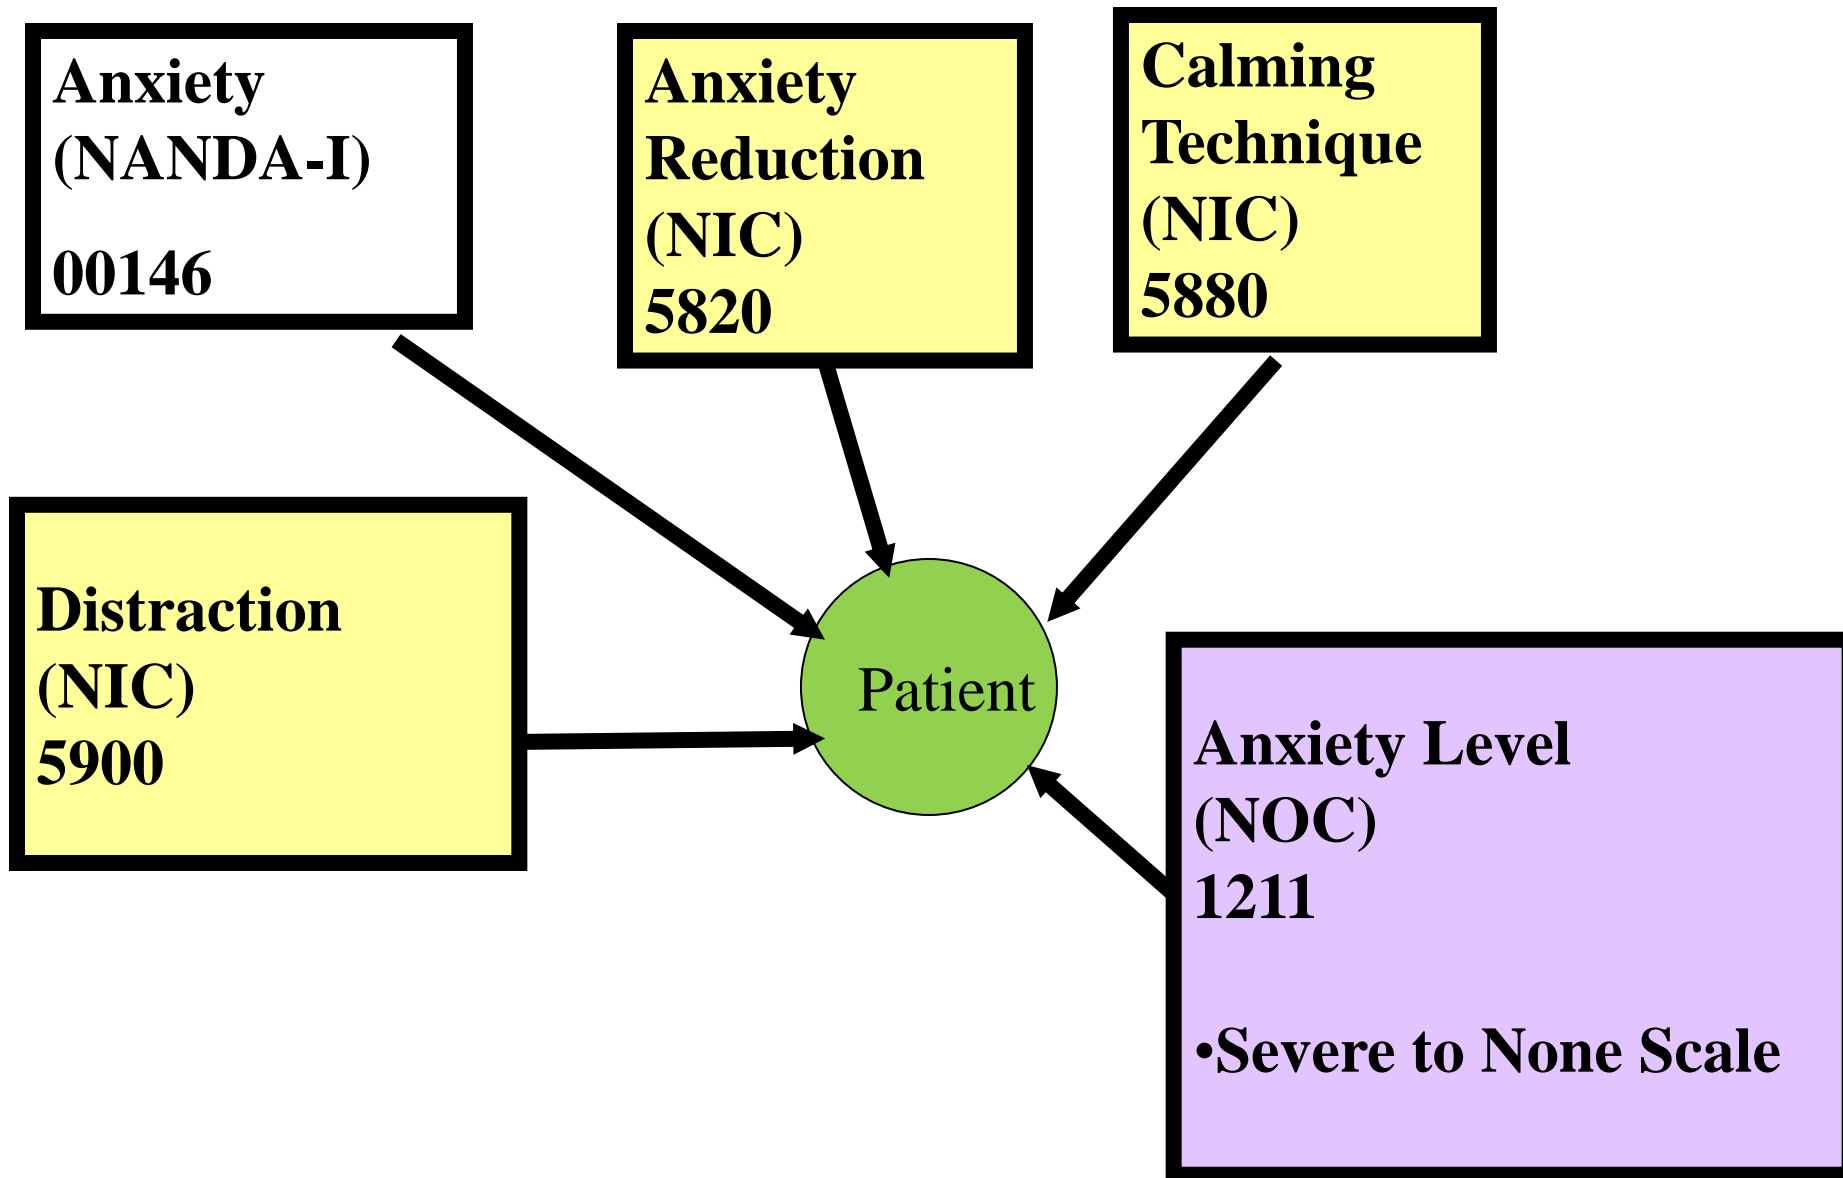 Anxiety
(NANDA-I)
00146
Anxiety
Reduction
(NIC)
5820
Calming
Technique
(NIC)
5880
Distraction
(NIC)
5900
Patient
Anxiety Level
(NOC)
1211
•Severe to None Scale